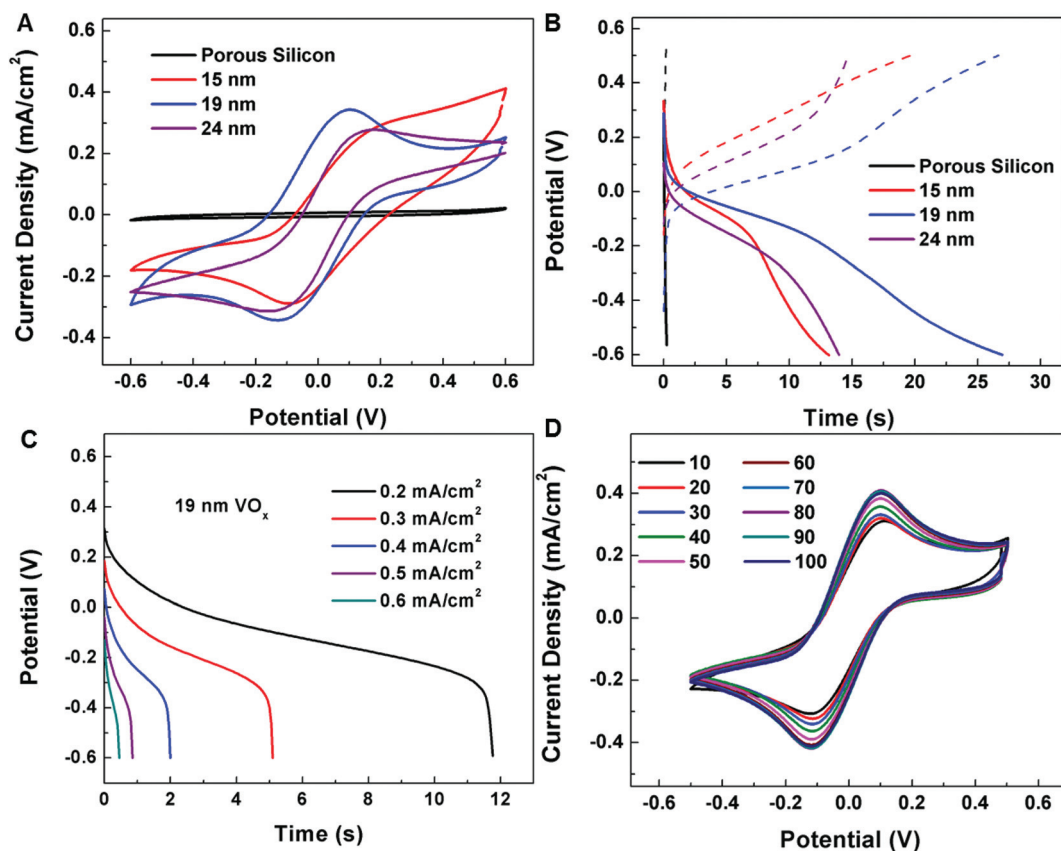 A
0.6
0.4
0.2
0.0
-0.2
-0.4
Current Density (mA/cm²)
Porous Silicon
15 nm
19 nm
24 nm
-0.6 -0.4 -0.2 0.0 0.2 0.4 0.6
Potential (V)
B
0.6
0.4
0.2
0.0
-0.2
-0.4
-0.6
Potential (V)
Porous Silicon
15 nm
19 nm
24 nm
0 5 10 15 20 25 30
Time (s)
C
0.6
0.4
0.2
0.0
-0.2
-0.4
-0.6
Potential (V)
19 nm VOₓ
0.2 mA/cm²
0.3 mA/cm²
0.4 mA/cm²
0.5 mA/cm²
0.6 mA/cm²
0 2 4 6 8 10 12
Time (s)
D
0.6
0.4
0.2
0.0
-0.2
-0.4
Current Density (mA/cm²)
10 60
20 70
30 80
40 90
50 100
-0.6 -0.4 -0.2 0.0 0.2 0.4 0.6
Potential (V)